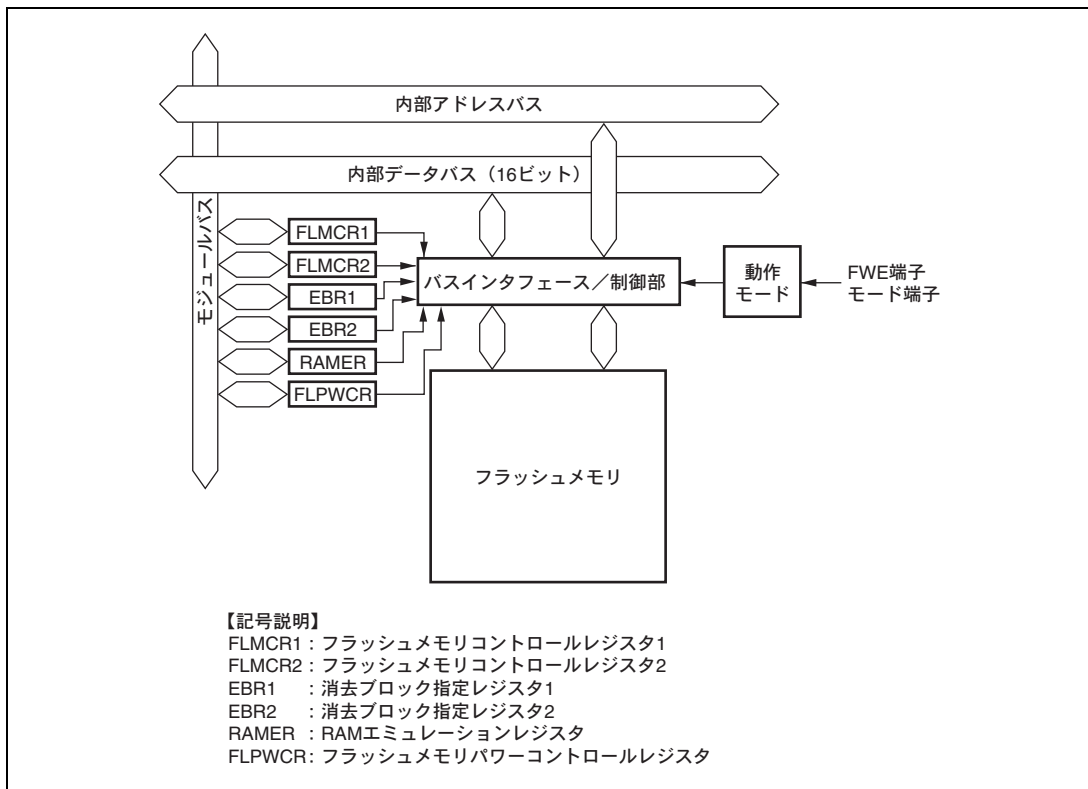 内部アドレスバス
内部データバス（16ビット）
モジュールバス
FLMCR1
FLMCR2
EBR1
EBR2
RAMER
FLPWCR
バスインタフェース／制御部
動作
モード
FWE端子
モード端子
フラッシュメモリ
【記号説明】
FLMCR1：フラッシュメモリコントロールレジスタ1
FLMCR2：フラッシュメモリコントロールレジスタ2
EBR1　：消去ブロック指定レジスタ1
EBR2　：消去ブロック指定レジスタ2
RAMER ：RAMエミュレーションレジスタ
FLPWCR：フラッシュメモリパワーコントロールレジスタ